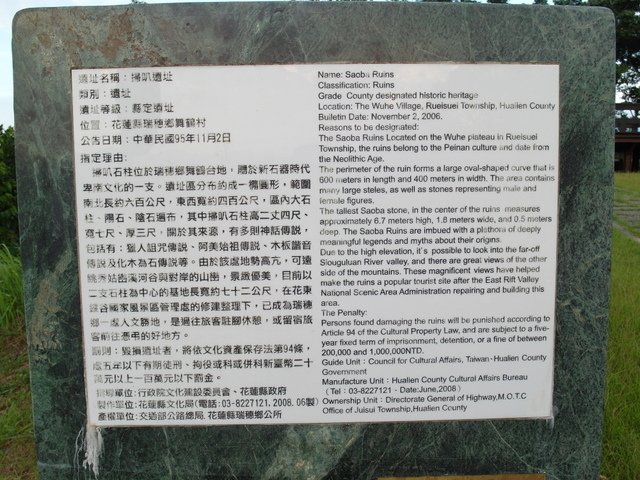 遺址名稱：掃叭遺址
類別：遺址
遺址等級：縣定遺址
位置：花蓮縣瑞穗鄉舞鶴村
公告日期：中華民國95年11月2日
指定理由：
掃叭石柱位於瑞穗鄉舞鶴台地，屬於新石器時代
卑南文化的一支。遺址區分布約成一橢圓形，範圍
南北長約六百公尺，東西寬約四百公尺，區內大石
柱、陽石、陰石遍布，其中掃叭石柱高二丈四尺、
寬七尺、厚三尺，關於其來源，有多則神話傳說，
包括有：獵人詛咒傳說、阿美始祖傳說、木板諧音
傳說及化木為石傳說等。由於該處地勢高亢，可遠
眺秀姑巒溪河谷與對岸的山巒，景緻優美，目前以
二支石柱為中心的基地長寬約七十二公尺，在花東
縱谷國家風景區管理處的修建整理下，已成為瑞穗
鄉一處人文勝地，是過往旅客駐腳休憩，或留宿旅
客前往憑弔的好地方。
罰則：毀損遺址者，將依文化資產保存法第94條，
處五年以下有期徒刑、拘役或科或併科新臺幣二十
萬元以上一百萬元以下罰金。
指導單位:行政院文化建設委員會、花蓮縣政府
製作單位:花蓮縣文化局(電話:03-8227121, 2008. 06製)
產權單位:交通部公路總局、花蓮縣瑞穗鄉公所
Name: Saoba Ruins
Classification: Ruins
Grade County designated historic heritage
Location: The Wuhe Village, Rueisuei Township, Hualien County
Builetin Date: November 2, 2006.
Reasons to be designated:
The Saoba Ruins Located on the Wuhe plateau in Rueisuei
Township, the ruins belong to the Peinan culture and date from
the Neolithic Age.
The perimeter of the ruin forms a large oval-shaped curve that is
600 meters in length and 400 meters in width. The area contains
many large steles, as well as stones representing male and
female figures.
The tallest Saoba stone, in the center of the ruins measures
approximately 6.7 meters high, 1.8 meters wide, and 0.5 meters
deep. The Saoba Ruins are imbued with a plethora of deeply
meaningful legends and myths about their origins.
Due to the high elevation, it's possible to look into the far-off
Siouguluan River valley, and there are great views of the other
side of the mountains. These magnificent views have helped
make the ruins a popular tourist site after the East Rift Valley
National Scenic Area Administration repairing and building this
area.
The Penalty:
Persons found damaging the ruins will be punished according to
Article 94 of the Cultural Property Law, and are subject to a five-
year fixed term of imprisonment, detention, or a fine of between
200,000 and 1,000,000NTD.
Guide Unit : Council for Cultural Affairs, Taiwan · Hualien County
Government
Manufacture Unit : Hualien County Cultural Affairs Bureau
( Tel : 03-8227121 · Date:June,2008 )
Ownership Unit : Directorate General of Highway,M.O.T.C
Office of Juisui Township,Hualien County